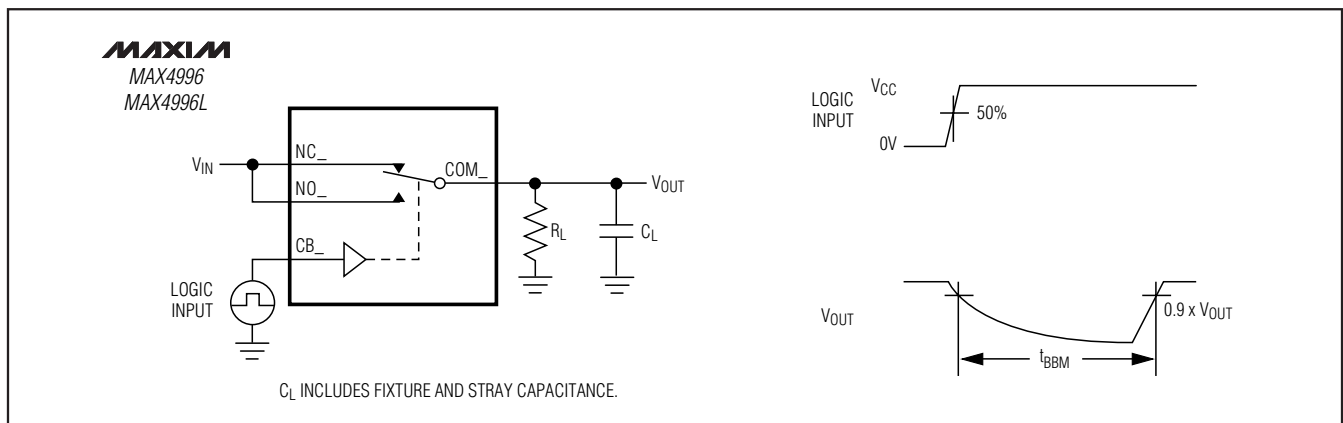 MAXIM
MAX4996
MAX4996L
VIN
NC_
NO_
COM_
VOUT
RL
CL
CB_
LOGIC
INPUT
CL INCLUDES FIXTURE AND STRAY CAPACITANCE.
LOGIC
INPUT
VCC
50%
0V
VOUT
0.9 x VOUT
tBBM